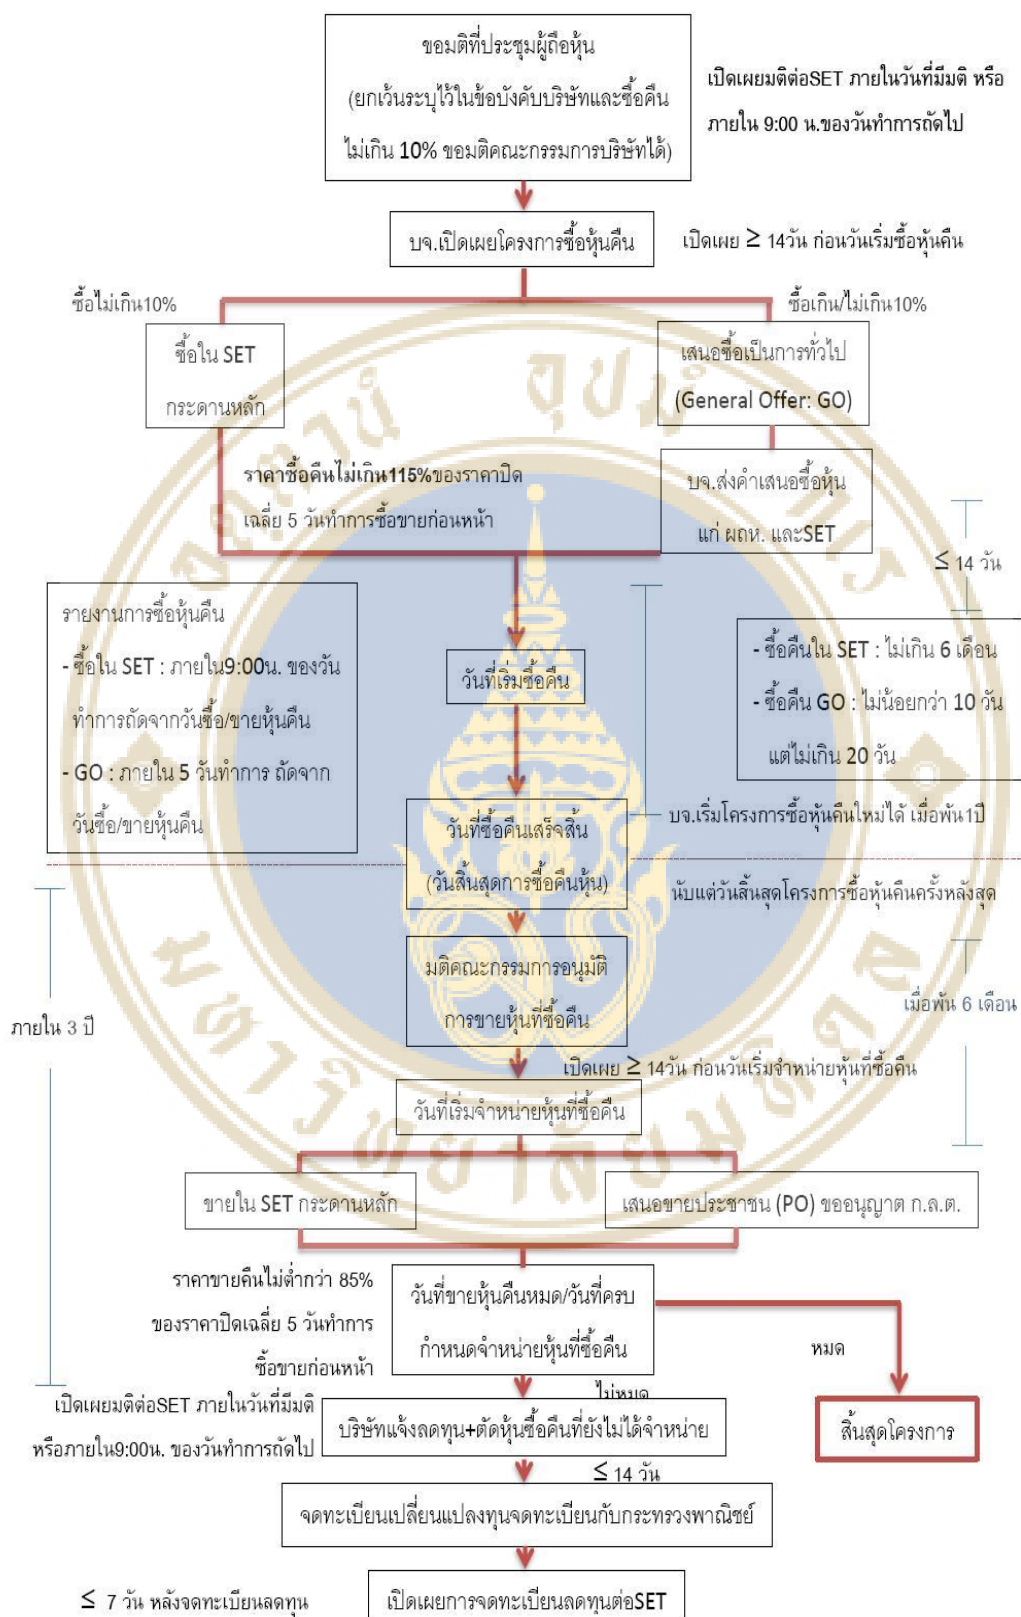 ขอมติที่ประชุมผู้ถือหุ้น
(ยกเว้นระบุไว้ในข้อบังคับบริษัทและซื้อคืน
ไม่เกิน 10% ขอมติคณะกรรมการบริษัทได้)
เปิดเผยมติต่อSET ภายในวันที่มีมติ หรือ
ภายใน 9:00 น.ของวันทำการถัดไป
บจ.เปิดเผยโครงการซื้อหุ้นคืน
เปิดเผย ≥ 14วัน ก่อนวันเริ่มซื้อหุ้นคืน
ซื้อไม่เกิน10%
ซื้อเกิน/ไม่เกิน10%
ซื้อใน SET
กระดานหลัก
เสนอซื้อเป็นการทั่วไป
(General Offer: GO)
ราคาซื้อคืนไม่เกิน115%ของราคาปิด
เฉลี่ย 5 วันทำการซื้อขายก่อนหน้า
บจ.ส่งคำเสนอซื้อหุ้น
แก่ ผถห. และSET
≤ 14 วัน
รายงานการซื้อหุ้นคืน
- ซื้อใน SET : ภายใน9:00น. ของวัน
ทำการถัดจากวันซื้อ/ขายหุ้นคืน
- GO : ภายใน 5 วันทำการ ถัดจาก
วันซื้อ/ขายหุ้นคืน
วันที่เริ่มซื้อคืน
- ซื้อคืนใน SET : ไม่เกิน 6 เดือน
- ซื้อคืน GO : ไม่น้อยกว่า 10 วัน
แต่ไม่เกิน 20 วัน
วันที่ซื้อคืนเสร็จสิ้น
(วันสิ้นสุดการซื้อคืนหุ้น)
บจ.เริ่มโครงการซื้อหุ้นคืนใหม่ได้ เมื่อพ้น1ปี
นับแต่วันสิ้นสุดโครงการซื้อหุ้นคืนครั้งหลังสุด
มติคณะกรรมการอนุมัติ
การขายหุ้นที่ซื้อคืน
เมื่อพ้น 6 เดือน
ภายใน 3 ปี
เปิดเผย ≥ 14วัน ก่อนวันเริ่มจำหน่ายหุ้นที่ซื้อคืน
วันที่เริ่มจำหน่ายหุ้นที่ซื้อคืน
ขายใน SET กระดานหลัก
เสนอขายประชาชน (PO) ขออนุญาต ก.ล.ต.
ราคาขายคืนไม่ต่ำกว่า 85%
ของราคาปิดเฉลี่ย 5 วันทำการ
ซื้อขายก่อนหน้า
วันที่ขายหุ้นคืนหมด/วันที่ครบ
กำหนดจำหน่ายหุ้นที่ซื้อคืน
หมด
ไม่หมด
เปิดเผยมติต่อSET ภายในวันที่มีมติ
หรือภายใน9:00น. ของวันทำการถัดไป
บริษัทแจ้งลดทุน+ตัดหุ้นซื้อคืนที่ยังไม่ได้จำหน่าย
สิ้นสุดโครงการ
≤ 14 วัน
จดทะเบียนเปลี่ยนแปลงทุนจดทะเบียนกับกระทรวงพาณิชย์
≤ 7 วัน หลังจดทะเบียนลดทุน
เปิดเผยการจดทะเบียนลดทุนต่อSET
อตฺตานํ อุปมํ กเร
มหาวิทยาลัยมหิดล